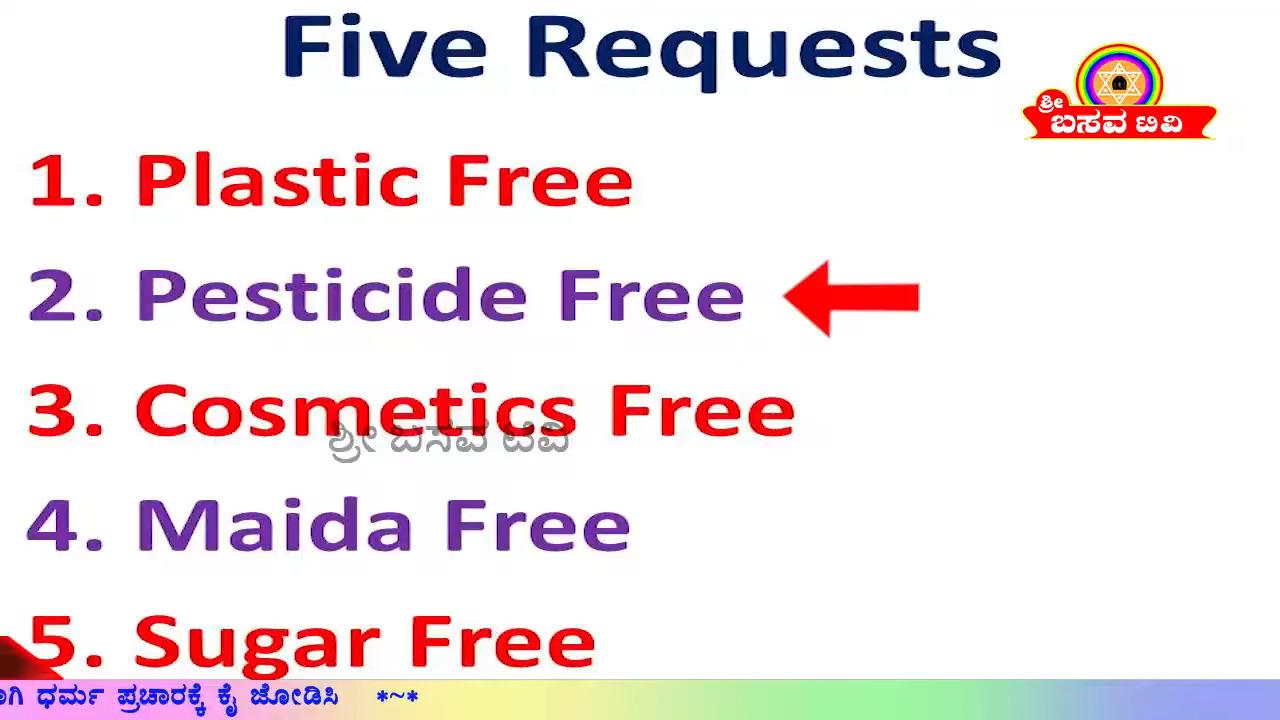 Five Requests
ಶ್ರೀ
ಬಸವ ಟಿವಿ
1. Plastic Free
2. Pesticide Free
3. Cosmetics Free
ಶ್ರೀ ಬಸವ ಟಿವಿ
4. Maida Free
5. Sugar Free
ಧರ್ಮ ಪ್ರಚಾರಕ್ಕೆ ಕೈ ಜೋಡಿಸಿ *~*